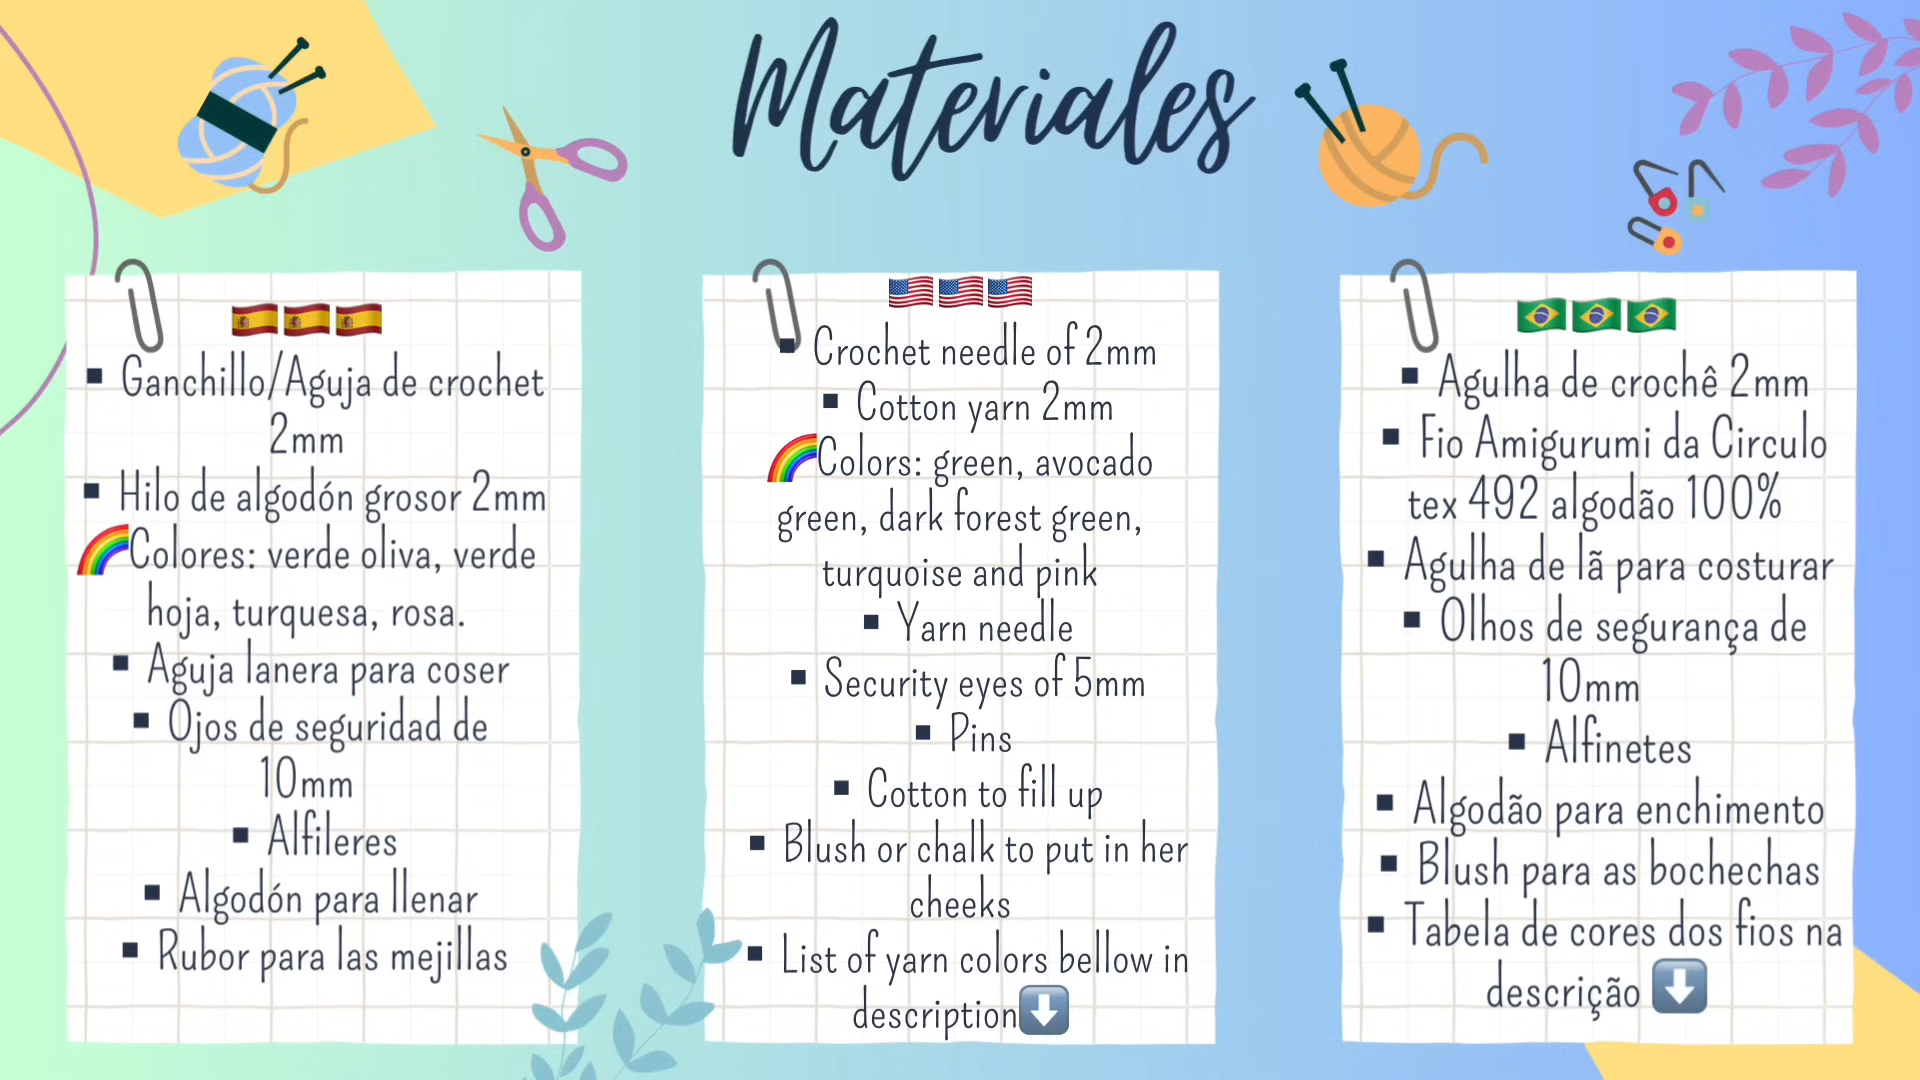 Materiales
🇪🇸🇪🇸🇪🇸
▪ Ganchillo/Aguja de crochet
2mm
▪ Hilo de algodón grosor 2mm
🌈Colores: verde oliva, verde
hoja, turquesa, rosa.
▪ Aguja lanera para coser
▪ Ojos de seguridad de
10mm
▪ Alfileres
▪ Algodón para llenar
▪ Rubor para las mejillas
🇺🇸🇺🇸🇺🇸
▪ Crochet needle of 2mm
▪ Cotton yarn 2mm
🌈Colors: green, avocado
green, dark forest green,
turquoise and pink
▪ Yarn needle
▪ Security eyes of 5mm
▪ Pins
▪ Cotton to fill up
▪ Blush or chalk to put in her
cheeks
▪ List of yarn colors bellow in
description⬇️
🇧🇷🇧🇷🇧🇷
▪ Agulha de crochê 2mm
▪ Fio Amigurumi da Circulo
tex 492 algodão 100%
▪ Agulha de lã para costurar
▪ Olhos de segurança de
10mm
▪ Alfinetes
▪ Algodão para enchimento
▪ Blush para as bochechas
▪ Tabela de cores dos fios na
descrição ⬇️